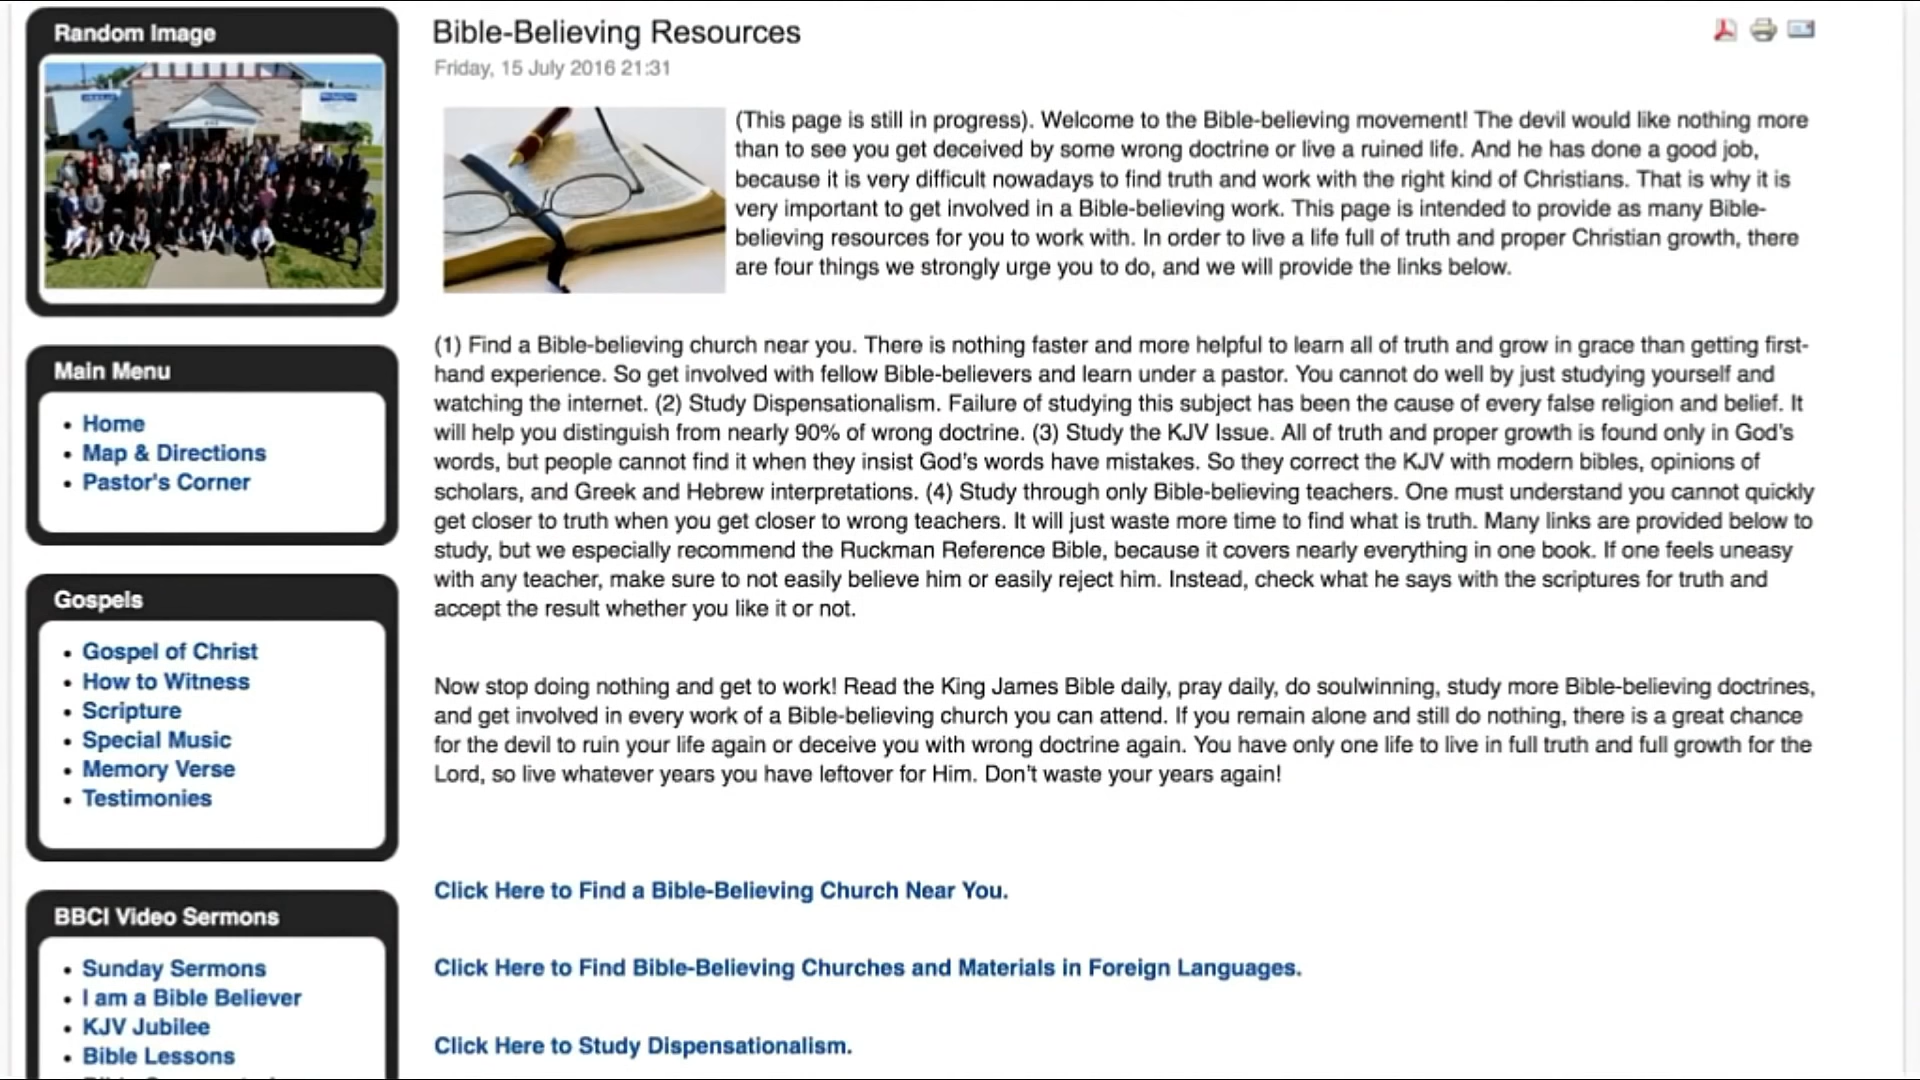 Random Image
Main Menu
Home
Map & Directions
Pastor's Corner
Gospels
Gospel of Christ
How to Witness
Scripture
Special Music
Memory Verse
Testimonies
BBCI Video Sermons
Sunday Sermons
I am a Bible Believer
KJV Jubilee
Bible Lessons
Bible-Believing Resources
Friday, 15 July 2016 21:31
(This page is still in progress). Welcome to the Bible-believing movement! The devil would like nothing more
than to see you get deceived by some wrong doctrine or live a ruined life. And he has done a good job,
because it is very difficult nowadays to find truth and work with the right kind of Christians. That is why it is
very important to get involved in a Bible-believing work. This page is intended to provide as many Bible-
believing resources for you to work with. In order to live a life full of truth and proper Christian growth, there
are four things we strongly urge you to do, and we will provide the links below.
(1) Find a Bible-believing church near you. There is nothing faster and more helpful to learn all of truth and grow in grace than getting first-
hand experience. So get involved with fellow Bible-believers and learn under a pastor. You cannot do well by just studying yourself and
watching the internet. (2) Study Dispensationalism. Failure of studying this subject has been the cause of every false religion and belief. It
will help you distinguish from nearly 90% of wrong doctrine. (3) Study the KJV Issue. All of truth and proper growth is found only in God's
words, but people cannot find it when they insist God's words have mistakes. So they correct the KJV with modern bibles, opinions of
scholars, and Greek and Hebrew interpretations. (4) Study through only Bible-believing teachers. One must understand you cannot quickly
get closer to truth when you get closer to wrong teachers. It will just waste more time to find what is truth. Many links are provided below to
study, but we especially recommend the Ruckman Reference Bible, because it covers nearly everything in one book. If one feels uneasy
with any teacher, make sure to not easily believe him or easily reject him. Instead, check what he says with the scriptures for truth and
accept the result whether you like it or not.
Now stop doing nothing and get to work! Read the King James Bible daily, pray daily, do soulwinning, study more Bible-believing doctrines,
and get involved in every work of a Bible-believing church you can attend. If you remain alone and still do nothing, there is a great chance
for the devil to ruin your life again or deceive you with wrong doctrine again. You have only one life to live in full truth and full growth for the
Lord, so live whatever years you have leftover for Him. Don't waste your years again!
Click Here to Find a Bible-Believing Church Near You.
Click Here to Find Bible-Believing Churches and Materials in Foreign Languages.
Click Here to Study Dispensationalism.